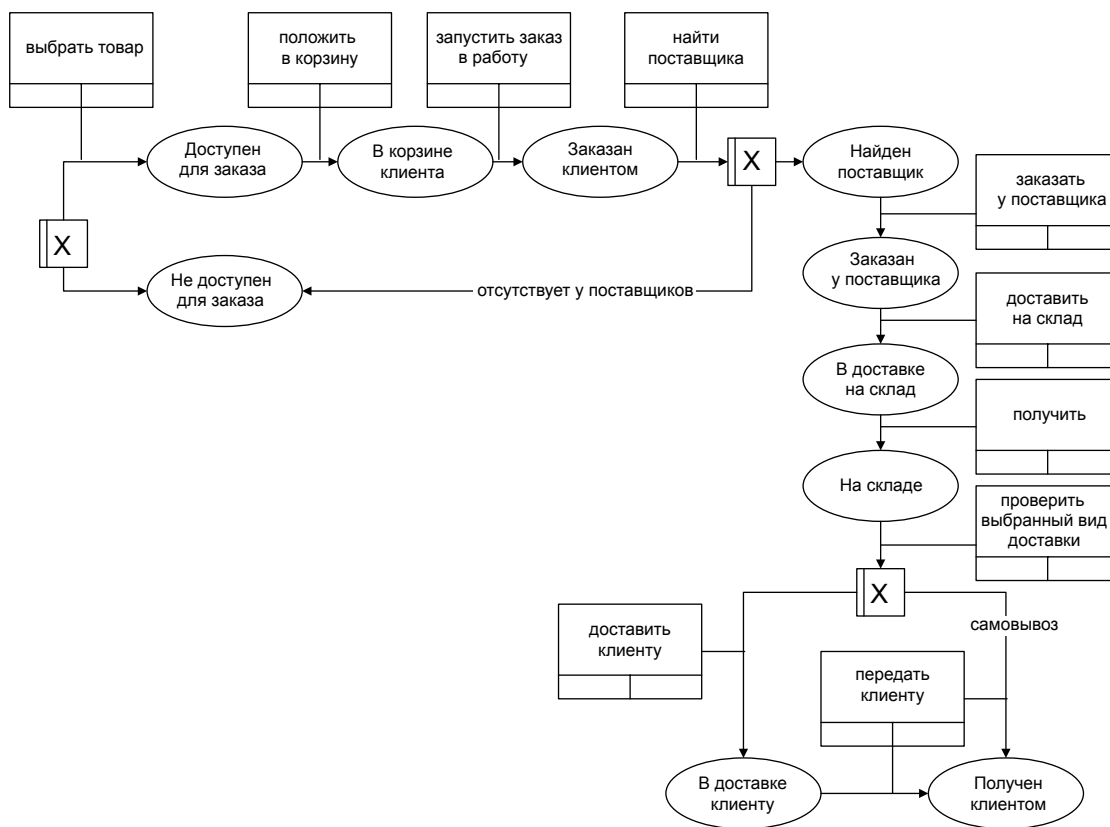 выбрать товар
положить
в корзину
запустить заказ
в работу
найти
поставщика
Доступен
для заказа
В корзине
клиента
Заказан
клиентом
X
Найден
поставщик
заказать
у поставщика
X
Не доступен
для заказа
отсутствует у поставщиков
Заказан
у поставщика
доставить
на склад
В доставке
на склад
получить
На складе
проверить
выбранный вид
доставки
X
самовывоз
доставить
клиенту
передать
клиенту
В доставке
клиенту
Получен
клиентом